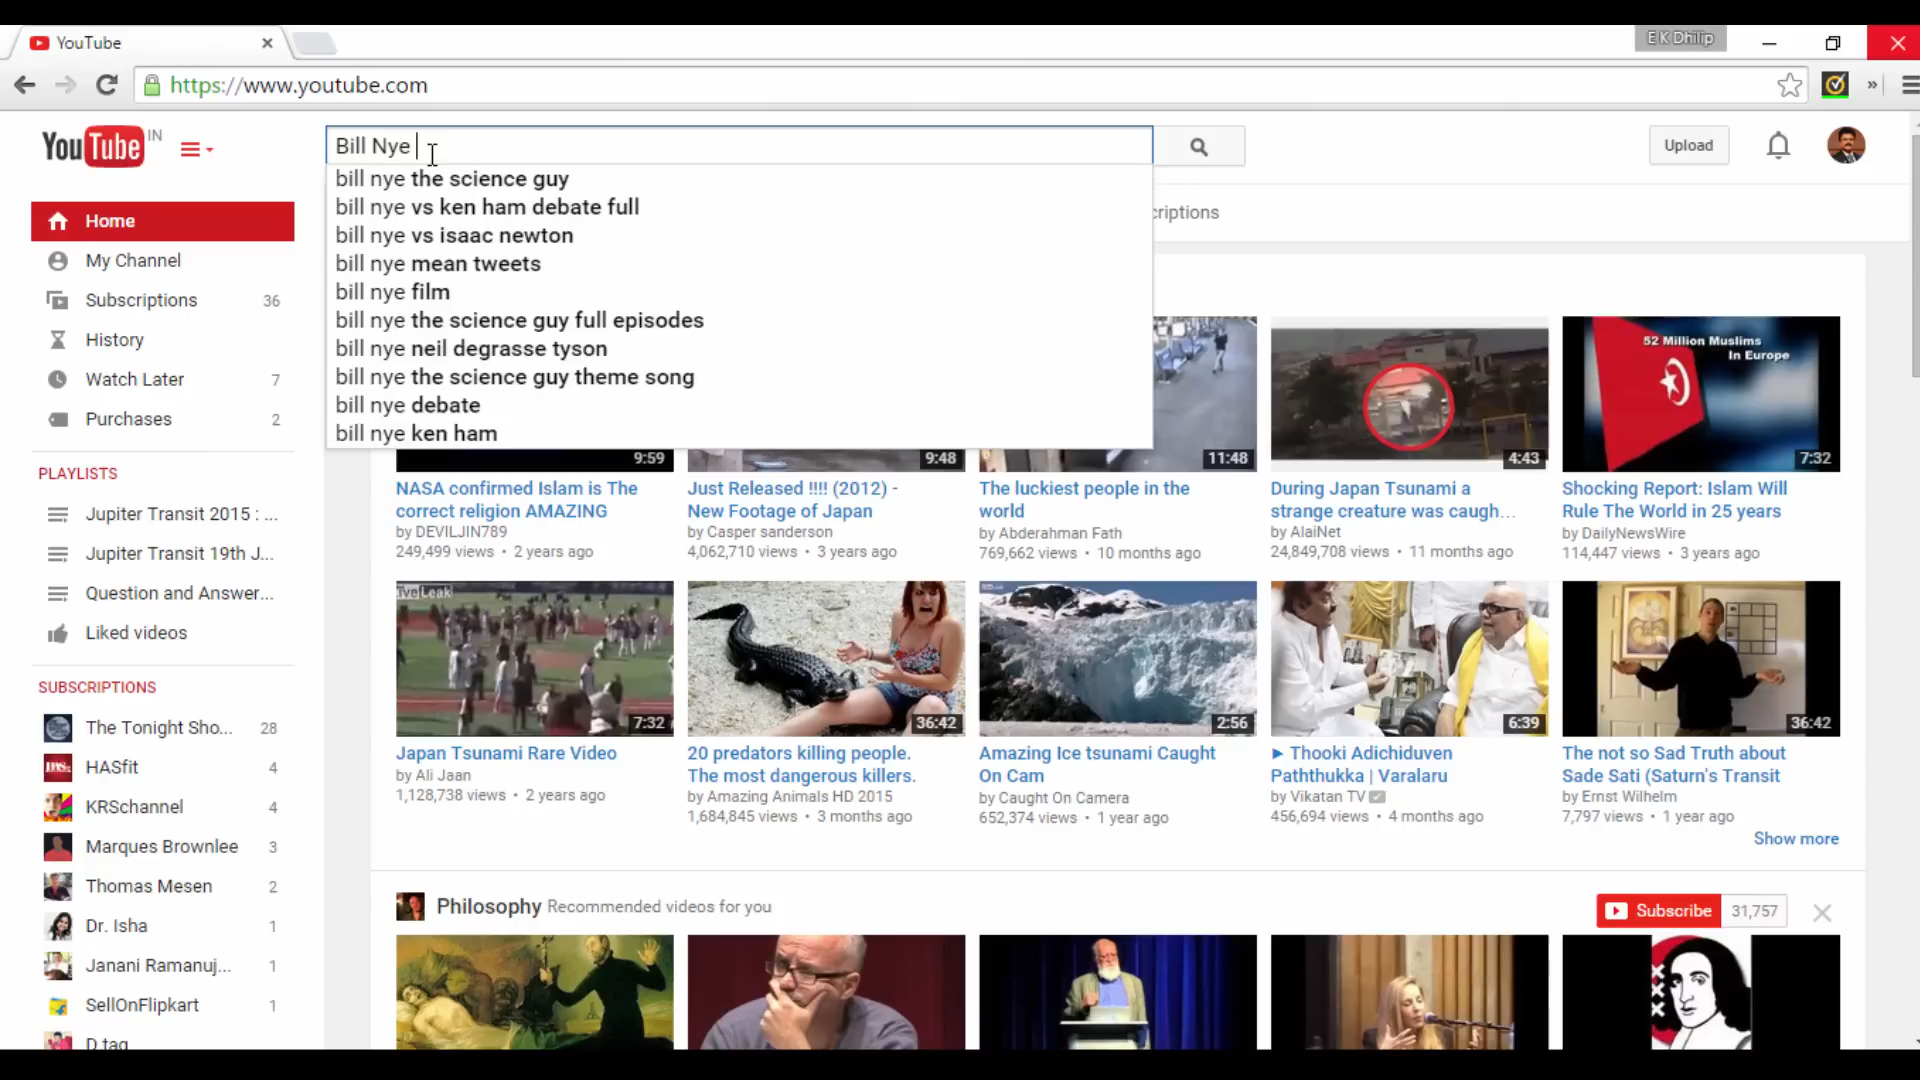 YouTube
EK Dhilip
https://www.youtube.com
YouTube IN
Bill Nye
Upload
bill nye the science guy
bill nye vs ken ham debate full
bill nye vs isaac newton
bill nye mean tweets
bill nye film
bill nye the science guy full episodes
bill nye neil degrasse tyson
bill nye the science guy theme song
bill nye debate
bill nye ken ham
criptions
Home
My Channel
Subscriptions 36
History
Watch Later 7
Purchases 2
PLAYLISTS
Jupiter Transit 2015 : ...
Jupiter Transit 19th J...
Question and Answer...
Liked videos
SUBSCRIPTIONS
The Tonight Sho... 28
HASfit 4
KRSchannel 4
Marques Brownlee 3
Thomas Mesen 2
Dr. Isha 1
Janani Ramanuj... 1
SellOnFlipkart 1
D tag
52 Million Muslims
In Europe
9:59
9:48
11:48
4:43
7:32
NASA confirmed Islam is The
correct religion AMAZING
by DEVILJIN789
249,499 views • 2 years ago
Just Released !!!! (2012) -
New Footage of Japan
by Casper sanderson
4,062,710 views • 3 years ago
The luckiest people in the
world
by Abderahman Fath
769,662 views • 10 months ago
During Japan Tsunami a
strange creature was caugh...
by AlaiNet
24,849,708 views • 11 months ago
Shocking Report: Islam Will
Rule The World in 25 years
by DailyNewsWire
114,447 views • 3 years ago
iveLeak
7:32
36:42
2:56
6:39
36:42
Japan Tsunami Rare Video
by Ali Jaan
1,128,738 views • 2 years ago
20 predators killing people.
The most dangerous killers.
by Amazing Animals HD 2015
1,684,845 views • 3 months ago
Amazing Ice tsunami Caught
On Cam
by Caught On Camera
652,374 views • 1 year ago
► Thooki Adichiduven
Paththukka | Varalaru
by Vikatan TV
456,694 views • 4 months ago
The not so Sad Truth about
Sade Sati (Saturn's Transit
by Ernst Wilhelm
7,797 views • 1 year ago
Show more
Philosophy Recommended videos for you
Subscribe 31,757